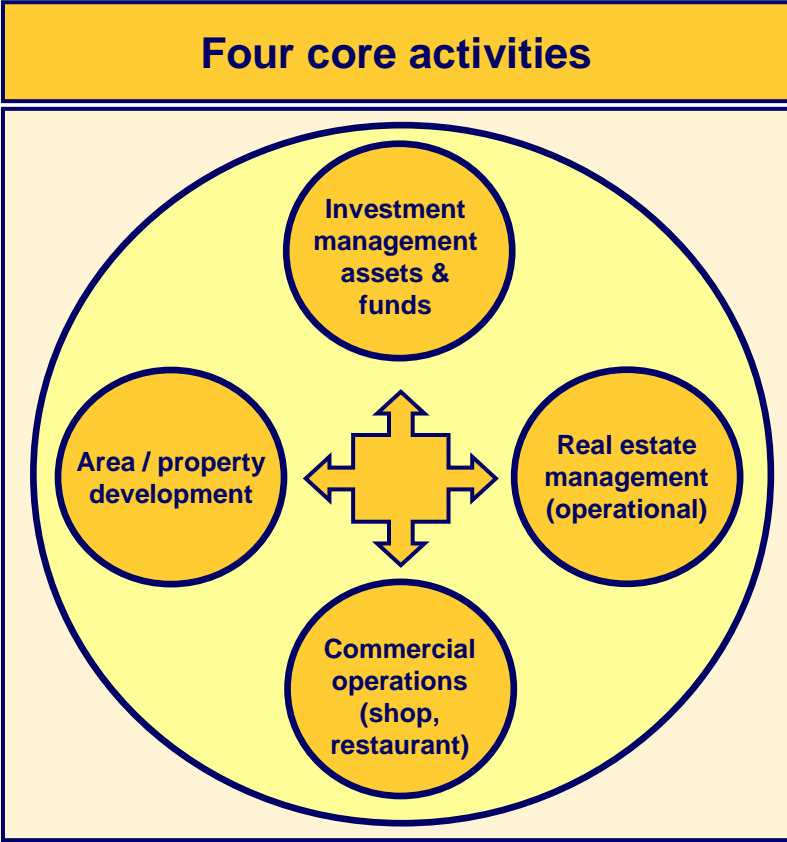 Four core activities
Investment
management
assets &
funds
Area / property
development
Real estate
management
(operational)
Commercial
operations
(shop,
restaurant)